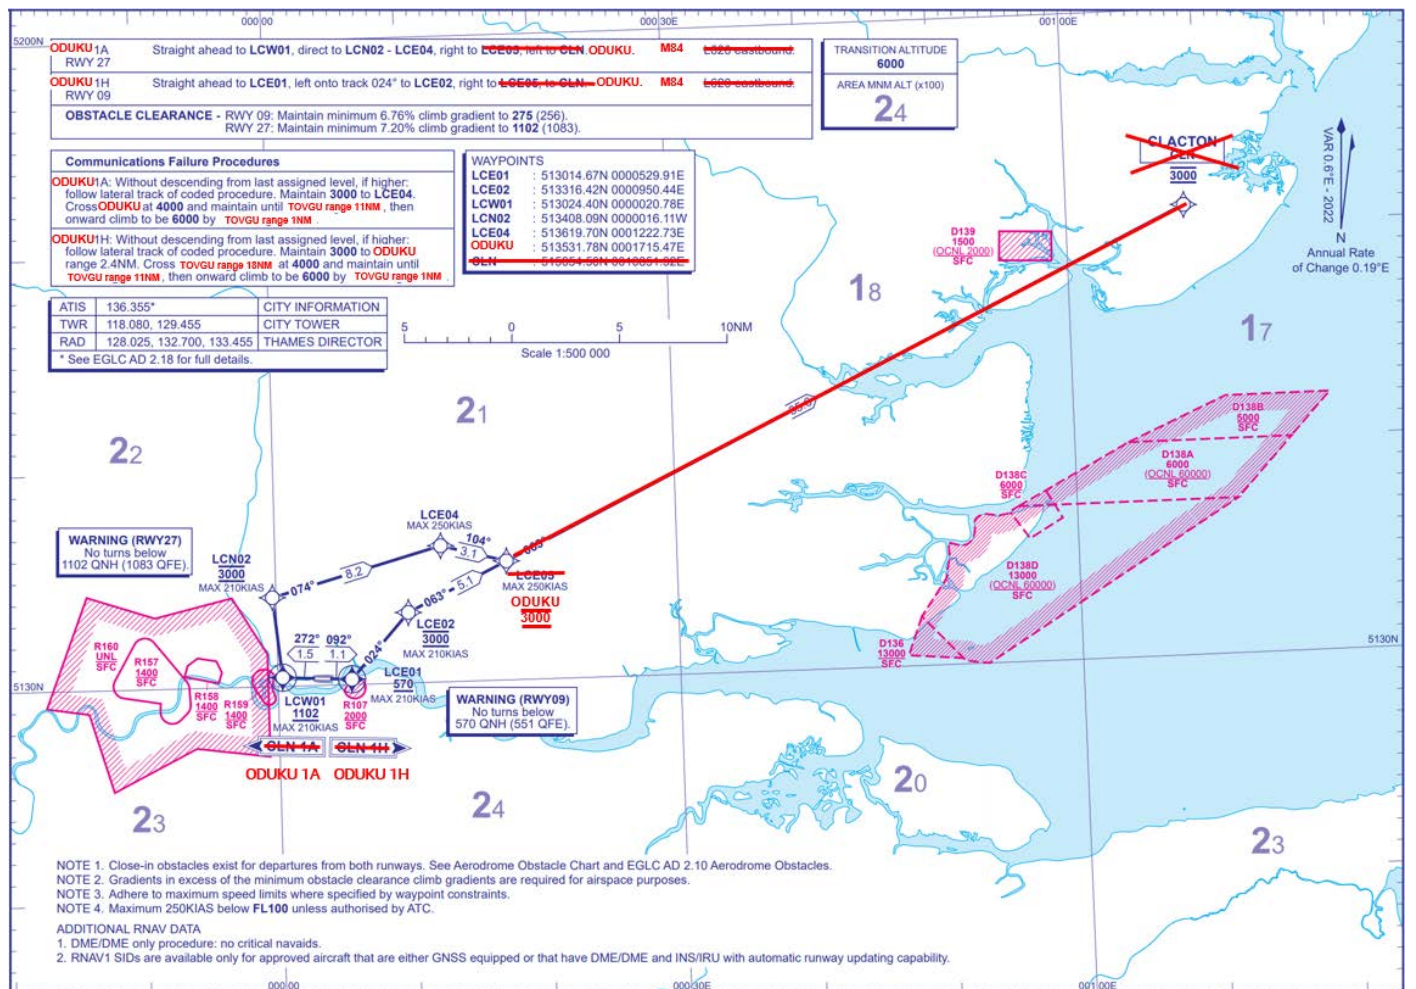 000.00 000.30E 001.00E
5200N
ODUKU 1A Straight ahead to LCW01, direct to LCN02 - LCE04, right to LCE05, left to CLN. ODUKU. M84 L620 eastbound.
RWY 27
ODUKU 1H Straight ahead to LCE01, left onto track 024° to LCE02, right to LCE05, to CLN. ODUKU. M84 L620 eastbound.
RWY 09
OBSTACLE CLEARANCE - RWY 09: Maintain minimum 6.76% climb gradient to 275 (256).
RWY 27: Maintain minimum 7.20% climb gradient to 1102 (1083).
TRANSITION ALTITUDE
6000
AREA MNM ALT (x100)
24
Communications Failure Procedures
ODUKU1A: Without descending from last assigned level, if higher:
follow lateral track of coded procedure. Maintain 3000 to LCE04.
Cross ODUKU at 4000 and maintain until TOVGU range 11NM, then
onward climb to be 6000 by TOVGU range 1NM.
ODUKU1H: Without descending from last assigned level, if higher:
follow lateral track of coded procedure. Maintain 3000 to ODUKU
range 2.4NM. Cross TOVGU range 18NM at 4000 and maintain until
TOVGU range 11NM, then onward climb to be 6000 by TOVGU range 1NM.
WAYPOINTS
LCE01 : 513014.67N 0000529.91E
LCE02 : 513316.42N 0000950.44E
LCW01 : 513024.40N 0000020.78E
LCN02 : 513408.09N 0000016.11W
LCE04 : 513619.70N 0001222.73E
ODUKU : 513531.78N 0001715.47E
CLN
ATIS 136.355* CITY INFORMATION
TWR 118.080, 129.455 CITY TOWER
RAD 128.025, 132.700, 133.455 THAMES DIRECTOR
* See EGLC AD 2.18 for full details.
5 0 5 10NM
Scale 1:500 000
CLACTON
CLN
3000
VAR 0.6°E - 2022
N
Annual Rate
of Change 0.19°E
D139
1500
(OCNL 2000)
SFC
18
17
21
22
D138B
5000
SFC
D138A
6000
(OCNL 60000)
SFC
D138C
6000
SFC
D138D
13000
(OCNL 60000)
SFC
D136
13000
SFC
5130N
WARNING (RWY27)
No turns below
1102 QNH (1083 QFE).
LCN02
3000
MAX 210KIAS
LCE04
MAX 250KIAS
074°
8.2
104°
3.1
LCE05
MAX 250KIAS
ODUKU
3000
063°
5.1
LCE02
3000
MAX 210KIAS
272° 092°
1.5 1.1
024°
LCE01
570
MAX 210KIAS
LCW01
1102
MAX 210KIAS
R160
UNL
SFC
R157
1400
SFC
R158
1400
SFC
R159
1400
SFC
R107
2000
SFC
5130N
WARNING (RWY09)
No turns below
570 QNH (551 QFE).
CLN 1A CLN 1H
ODUKU 1A ODUKU 1H
23
24
20
23
NOTE 1. Close-in obstacles exist for departures from both runways. See Aerodrome Obstacle Chart and EGLC AD 2.10 Aerodrome Obstacles.
NOTE 2. Gradients in excess of the minimum obstacle clearance climb gradients are required for airspace purposes.
NOTE 3. Adhere to maximum speed limits where specified by waypoint constraints.
NOTE 4. Maximum 250KIAS below FL100 unless authorised by ATC.
ADDITIONAL RNAV DATA
1. DME/DME only procedure: no critical navaids.
2. RNAV1 SIDs are available only for approved aircraft that are either GNSS equipped or that have DME/DME and INS/IRU with automatic runway updating capability.
000.00 000.30E 001.00E